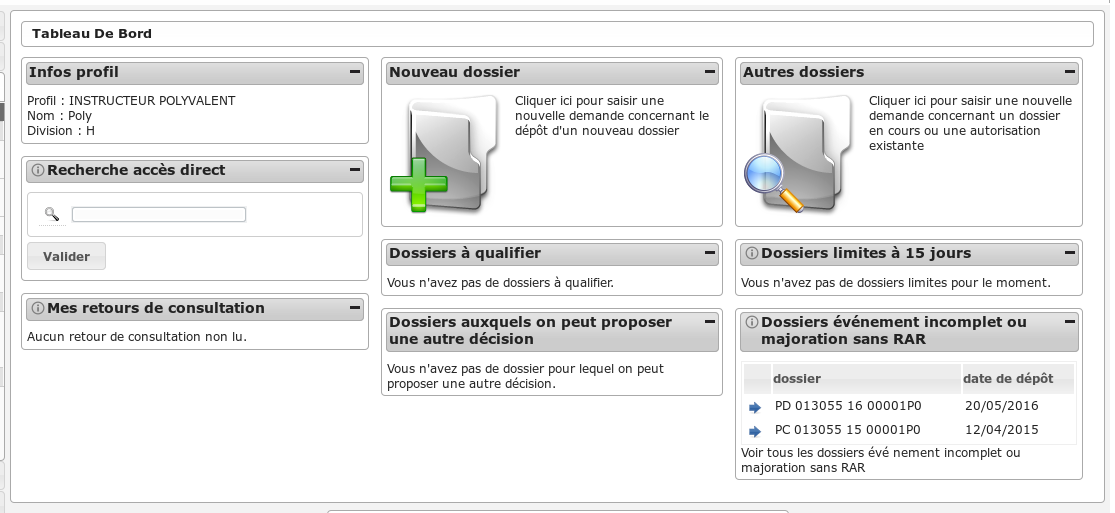 Tableau De Bord
Infos profil
Profil : INSTRUCTEUR POLYVALENT
Nom : Poly
Division : H
Recherche accès direct
Valider
Mes retours de consultation
Aucun retour de consultation non lu.
Nouveau dossier
Cliquer ici pour saisir une
nouvelle demande concernant le
dépôt d'un nouveau dossier
Dossiers à qualifier
Vous n'avez pas de dossiers à qualifier.
Dossiers auxquels on peut proposer
une autre décision
Vous n'avez pas de dossier pour lequel on peut
proposer une autre décision.
Autres dossiers
Cliquer ici pour saisir une nouvelle
demande concernant un dossier
en cours ou une autorisation
existante
Dossiers limites à 15 jours
Vous n'avez pas de dossiers limites pour le moment.
Dossiers événement incomplet ou
majoration sans RAR
dossier date de dépôt
PD 013055 16 00001P0 20/05/2016
PC 013055 15 00001P0 12/04/2015
Voir tous les dossiers évé nement incomplet ou
majoration sans RAR